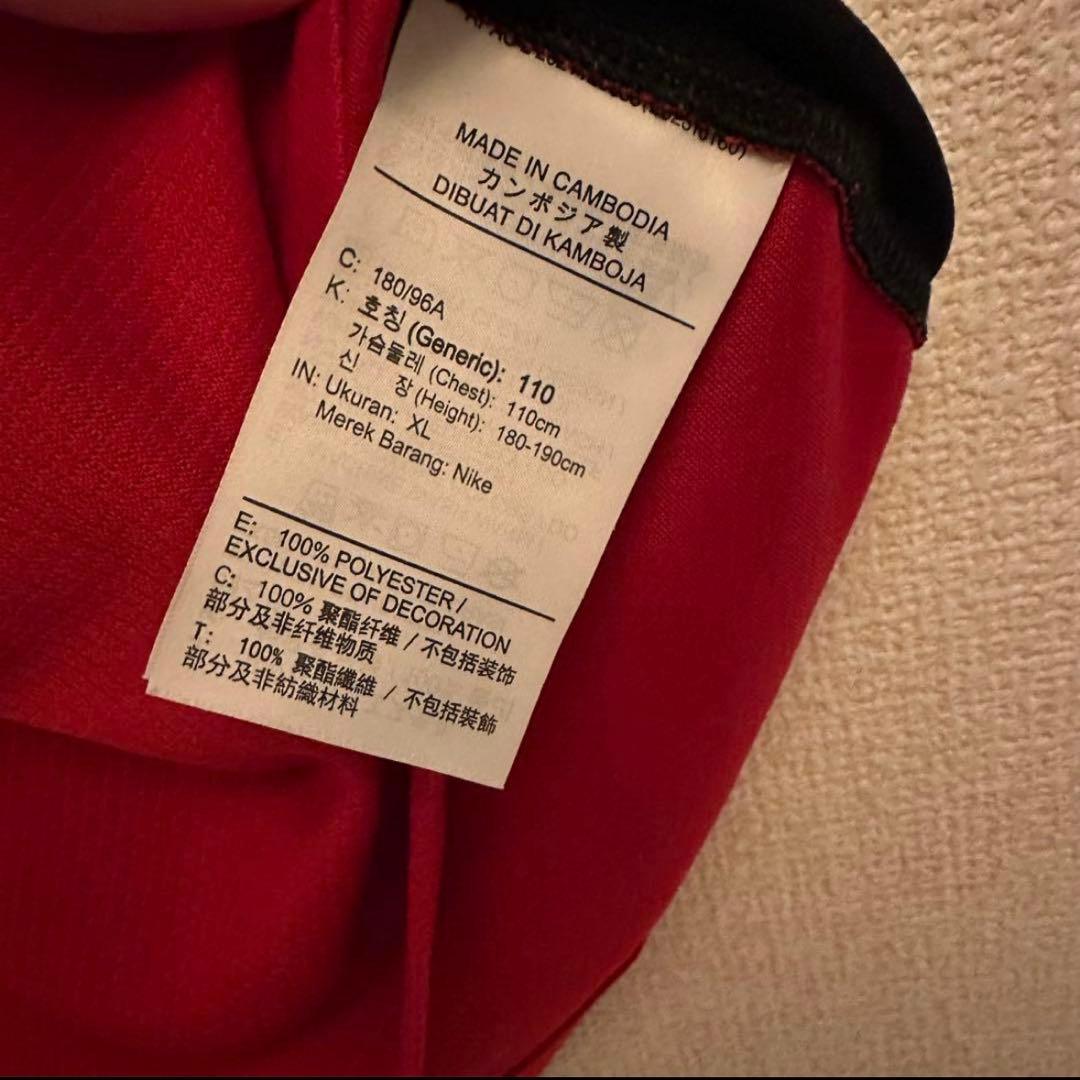 MADE IN CAMBODIA
カンボジア製
DIBUAT DI KAMBOJA
C: 180/96A
K: 호칭 (Generic): 110
가슴둘레 (Chest): 110cm
신 장 (Height): 180-190cm
IN: Ukuran: XL
Merek Barang: Nike
E: 100% POLYESTER /
EXCLUSIVE OF DECORATION
C: 100% 聚酯纤维 / 不包括装饰
部分及非纤维物质
T: 100% 聚酯纖維 / 不包括裝飾
部分及非紡織材料